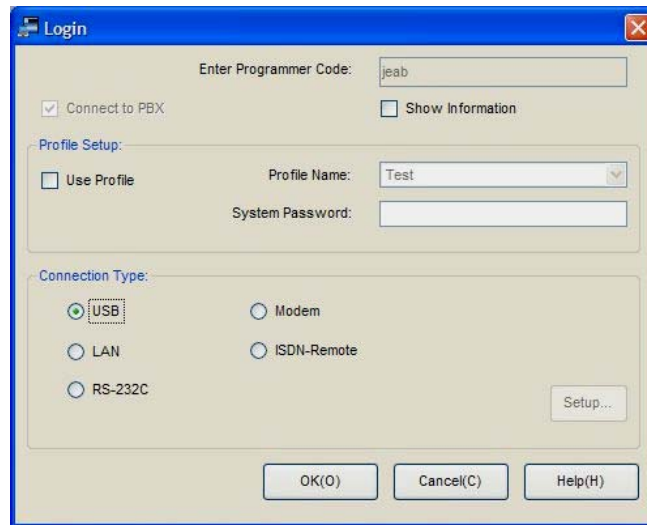 Login
Enter Programmer Code: jeab
Connect to PBX Show Information
Profile Setup:
Use Profile Profile Name: Test
System Password:
Connection Type:
USB Modem
LAN ISDN-Remote
RS-232C
Setup...
OK(O) Cancel(C) Help(H)